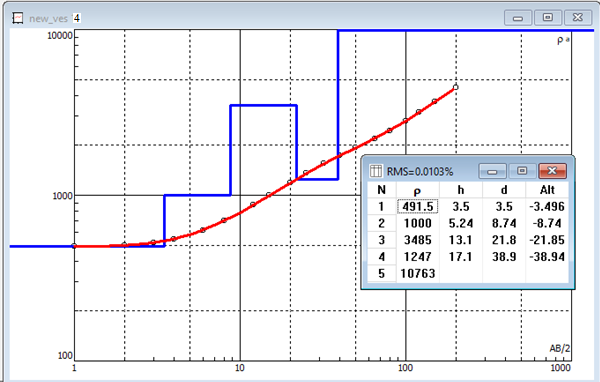 new_ves 4
10000
ρ a
1000
100
1
10
100
1000
AB/2
RMS=0.0103%
N ρ h d Alt
1 491.5 3.5 3.5 -3.496
2 1000 5.24 8.74 -8.74
3 3485 13.1 21.8 -21.85
4 1247 17.1 38.9 -38.94
5 10763